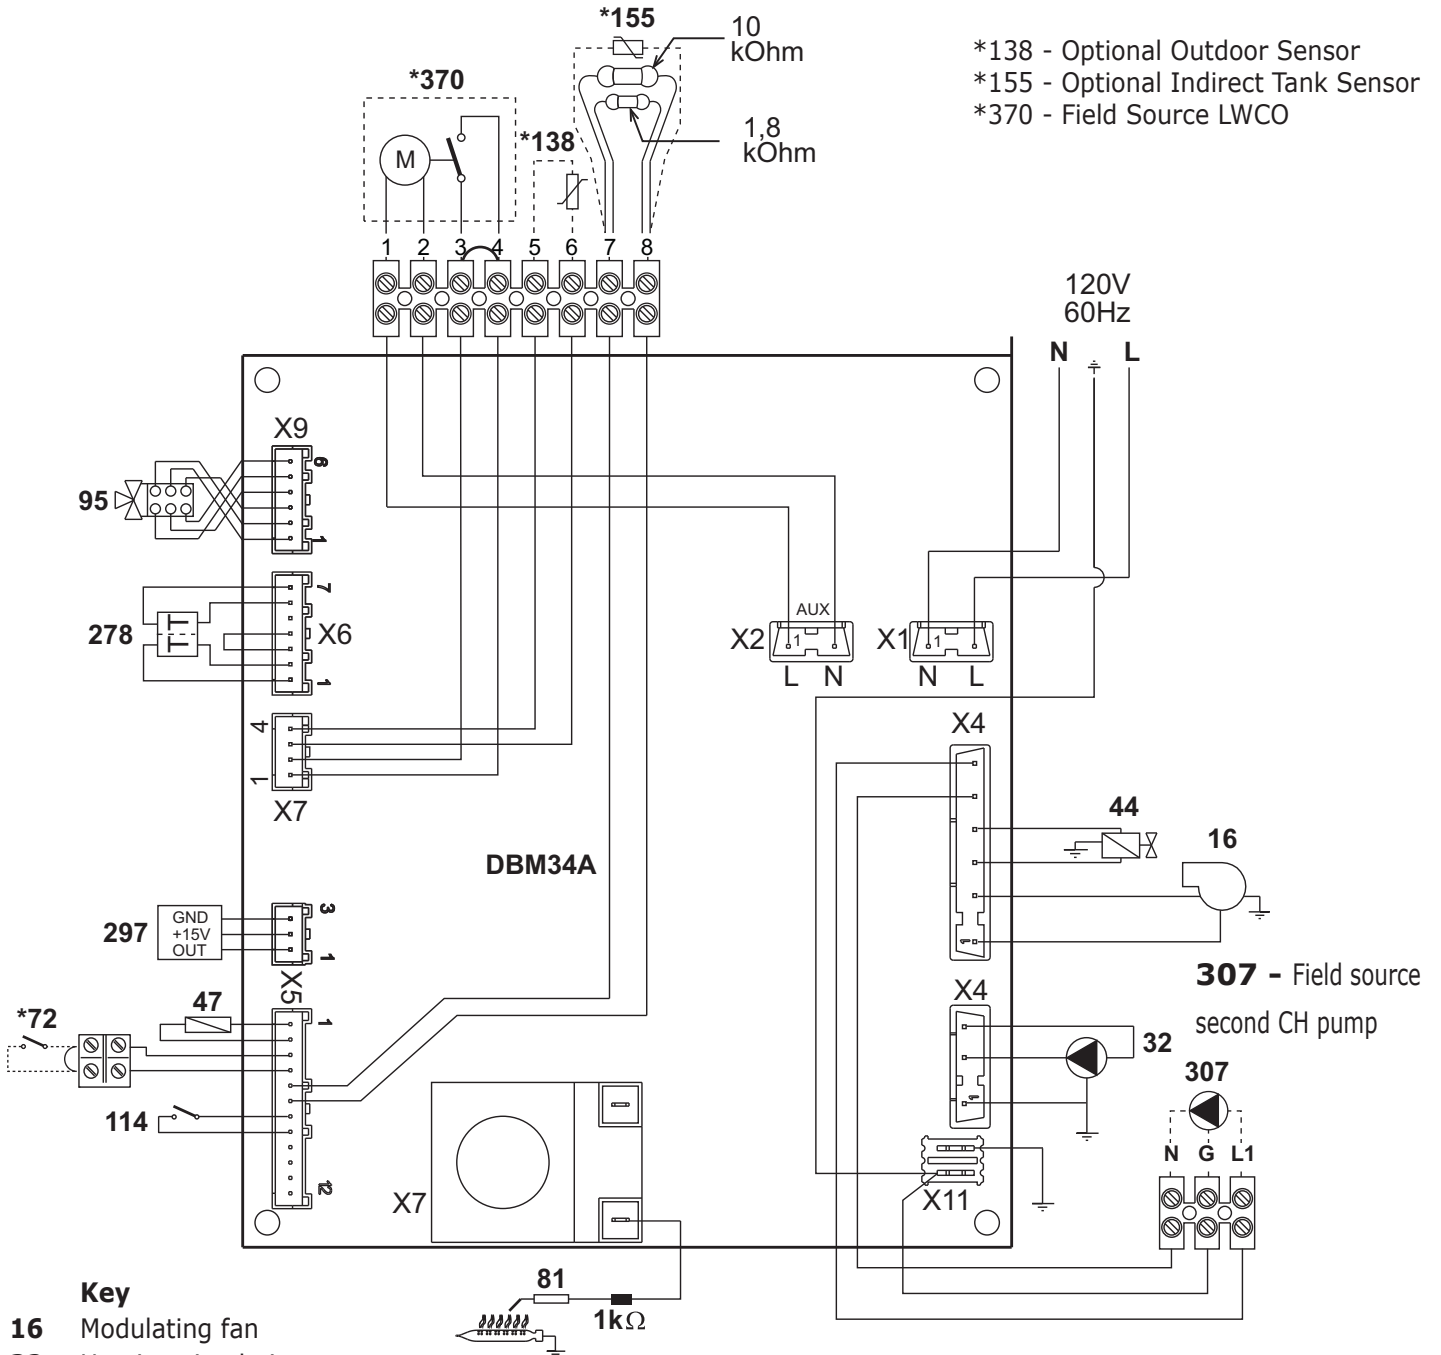 *155
10
kOhm
*138 - Optional Outdoor Sensor
*155 - Optional Indirect Tank Sensor
*370 - Field Source LWCO
*370
1,8
kOhm
*138
M
1 2 3 4 5 6 7 8
120V
60Hz
N L
X9
6
1
95
7
278
X6
1
AUX
X2
1
L N
X1
1
N L
4
1
X7
X4
44
16
DBM34A
297
GND
+15V
OUT
3
1
X5
1
307 - Field source
second CH pump
47
*72
1
X4
32
1
307
114
12
N G L1
X7
X11
81
1kΩ
Key
16 Modulating fan